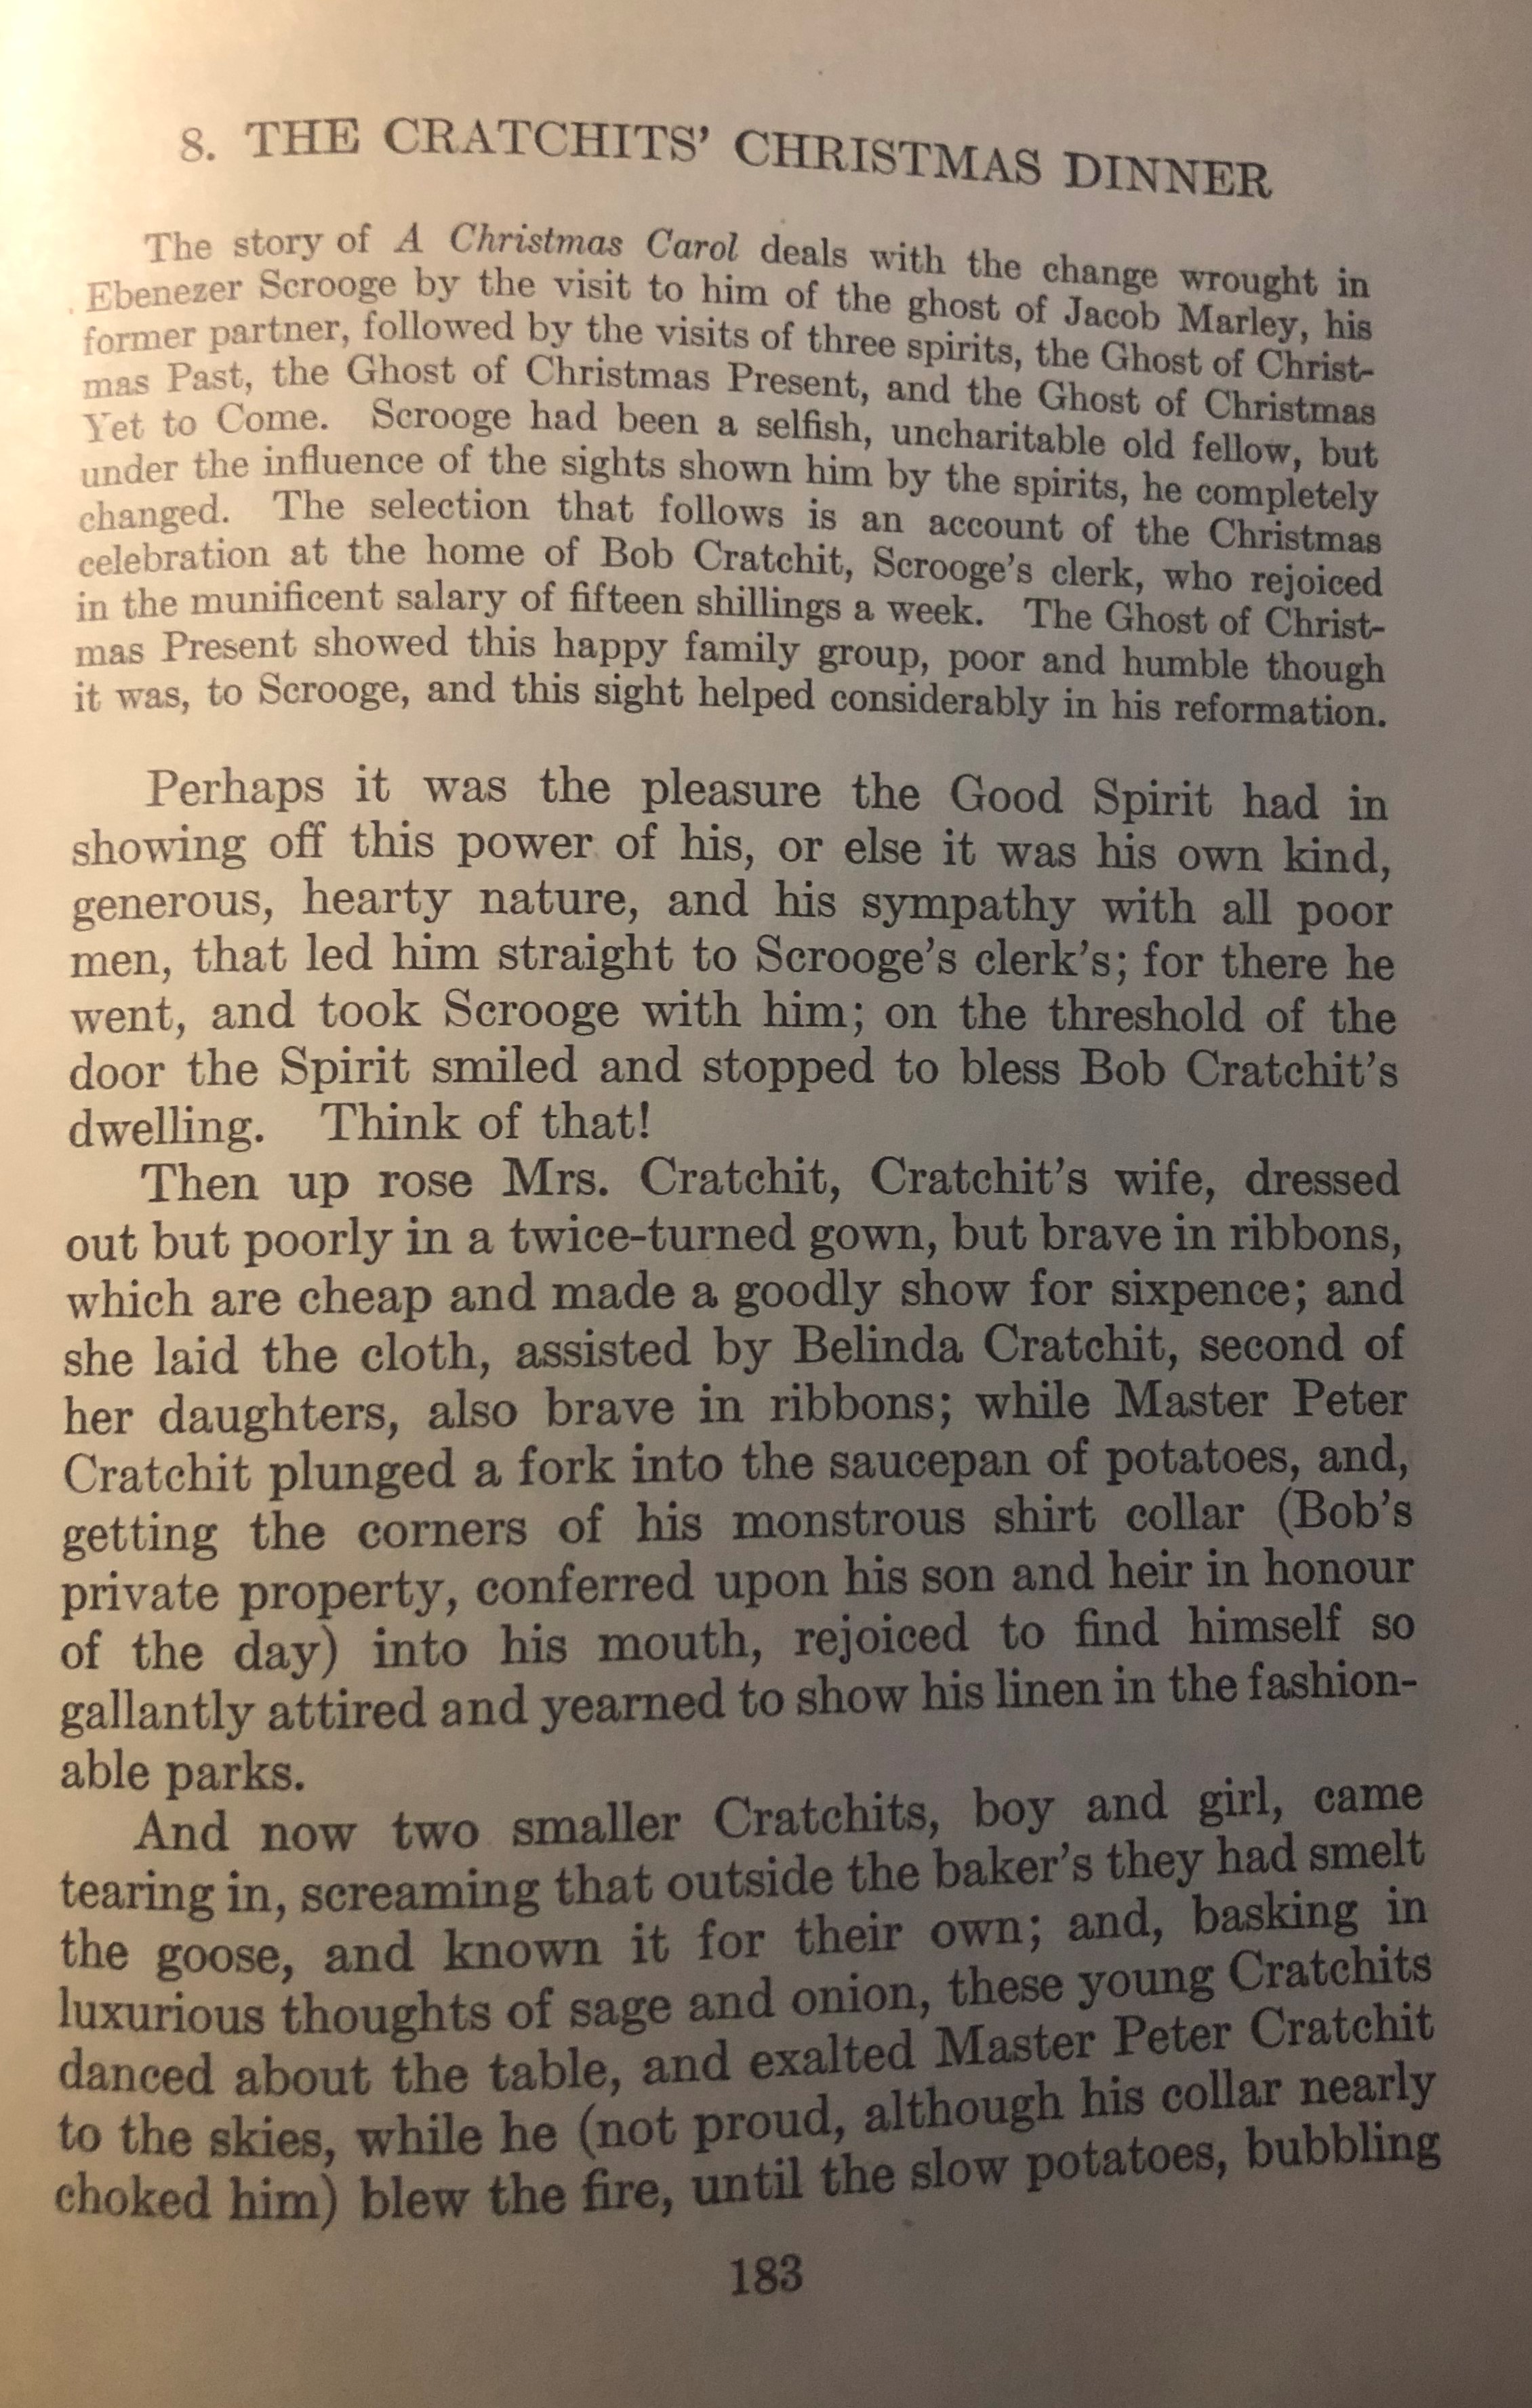 8. THE CRATCHITS' CHRISTMAS DINNER
The story of A Christmas Carol deals with the change wrought in
Ebenezer Scrooge by the visit to him of the ghost of Jacob Marley, his
former partner, followed by the visits of three spirits, the Ghost of Christ-
mas Past, the Ghost of Christmas Present, and the Ghost of Christmas
Yet to Come. Scrooge had been a selfish, uncharitable old fellow, but
under the influence of the sights shown him by the spirits, he completely
changed. The selection that follows is an account of the Christmas
celebration at the home of Bob Cratchit, Scrooge's clerk, who rejoiced
in the munificent salary of fifteen shillings a week. The Ghost of Christ-
mas Present showed this happy family group, poor and humble though
it was, to Scrooge, and this sight helped considerably in his reformation.
Perhaps it was the pleasure the Good Spirit had in
showing off this power of his, or else it was his own kind,
generous, hearty nature, and his sympathy with all poor
men, that led him straight to Scrooge's clerk's; for there he
went, and took Scrooge with him; on the threshold of the
door the Spirit smiled and stopped to bless Bob Cratchit's
dwelling. Think of that!
Then up rose Mrs. Cratchit, Cratchit's wife, dressed
out but poorly in a twice-turned gown, but brave in ribbons,
which are cheap and made a goodly show for sixpence; and
she laid the cloth, assisted by Belinda Cratchit, second of
her daughters, also brave in ribbons; while Master Peter
Cratchit plunged a fork into the saucepan of potatoes, and,
getting the corners of his monstrous shirt collar (Bob's
private property, conferred upon his son and heir in honour
of the day) into his mouth, rejoiced to find himself so
gallantly attired and yearned to show his linen in the fashion-
able parks.
And now two smaller Cratchits, boy and girl, came
tearing in, screaming that outside the baker's they had smelt
the goose, and known it for their own; and, basking in
luxurious thoughts of sage and onion, these young Cratchits
danced about the table, and exalted Master Peter Cratchit
to the skies, while he (not proud, although his collar nearly
choked him) blew the fire, until the slow potatoes, bubbling
183